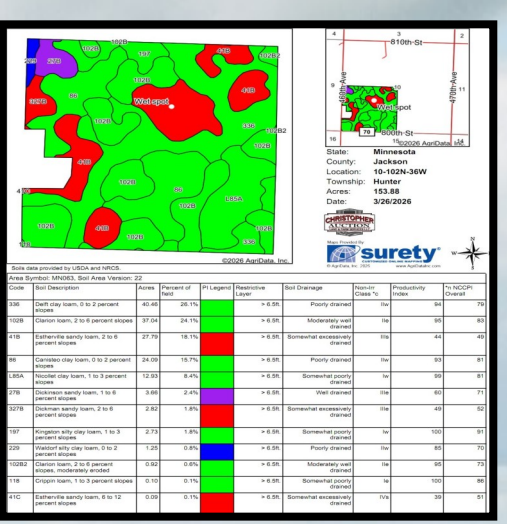 102B
102B
197
41B
102B2
229
27B
102B
327B
86
Wet spot
41B
102B
336
102B2
41B
102B
102B
86
L85A
102B
41B
102B
336
©2026 AgriData, Inc.
4
3
2
810th St
460th Ave
470th Ave
9
10
11
Wet spot
70
800th St
16
15
14
©2026 AgriData, Inc.
State: Minnesota
County: Jackson
Location: 10-102N-36W
Township: Hunter
Acres: 153.88
Date: 3/26/2026
CHRISTOPHER
AUCTION
Maps Provided By:
surety®
CUSTOMIZED ONLINE MAPPING
© AgriData, Inc. 2025 www.AgriDataInc.com
N
W E
S
Soils data provided by USDA and NRCS.
Area Symbol: MN063, Soil Area Version: 22
Code Soil Description Acres Percent of field PI Legend Restrictive Layer Soil Drainage Non-Irr Class *c Productivity Index *n NCCPI Overall
336 Delft clay loam, 0 to 2 percent slopes 40.46 26.1% > 6.5ft. Poorly drained IIw 94 79
102B Clarion loam, 2 to 6 percent slopes 37.04 24.1% > 6.5ft. Moderately well drained IIe 95 83
41B Estherville sandy loam, 2 to 6 percent slopes 27.79 18.1% > 6.5ft. Somewhat excessively drained IIIs 44 49
86 Canisteo clay loam, 0 to 2 percent slopes 24.09 15.7% > 6.5ft. Poorly drained IIw 93 81
L85A Nicollet clay loam, 1 to 3 percent slopes 12.93 8.4% > 6.5ft. Somewhat poorly drained Iw 99 81
27B Dickinson sandy loam, 1 to 6 percent slopes 3.66 2.4% > 6.5ft. Well drained IIIe 60 71
327B Dickman sandy loam, 2 to 6 percent slopes 2.82 1.8% > 6.5ft. Somewhat excessively drained IIIe 49 52
197 Kingston silty clay loam, 1 to 3 percent slopes 2.73 1.8% > 6.5ft. Somewhat poorly drained Iw 100 91
229 Waldorf silty clay loam, 0 to 2 percent slopes 1.25 0.8% > 6.5ft. Poorly drained IIw 85 70
102B2 Clarion loam, 2 to 6 percent slopes, moderately eroded 0.92 0.6% > 6.5ft. Moderately well drained IIe 95 73
118 Crippin loam, 1 to 3 percent slopes 0.10 0.1% > 6.5ft. Somewhat poorly drained Ie 100 86
41C Estherville sandy loam, 6 to 12 percent slopes 0.09 0.1% > 6.5ft. Somewhat excessively drained IVs 39 51